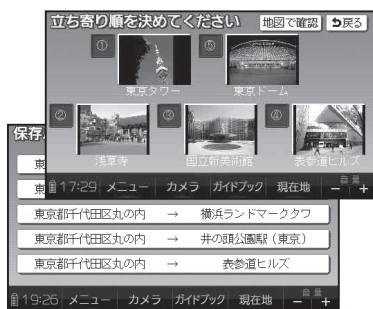 立ち寄り順を決めてください 地図で確認 戻る
① ⑤
東京タワー 東京ドーム
② ③ ④
浅草寺 国立新美術館 表参道ヒルズ
17:29 メニュー カメラ ガイドブック 現在地 － 音量 ＋
保存
東
東
東京都千代田区丸の内 → 横浜ランドマークタワ
東京都千代田区丸の内 → 井の頭公園駅（東京）
東京都千代田区丸の内 → 表参道ヒルズ
19:26 メニュー カメラ ガイドブック 現在地 － 音量 ＋